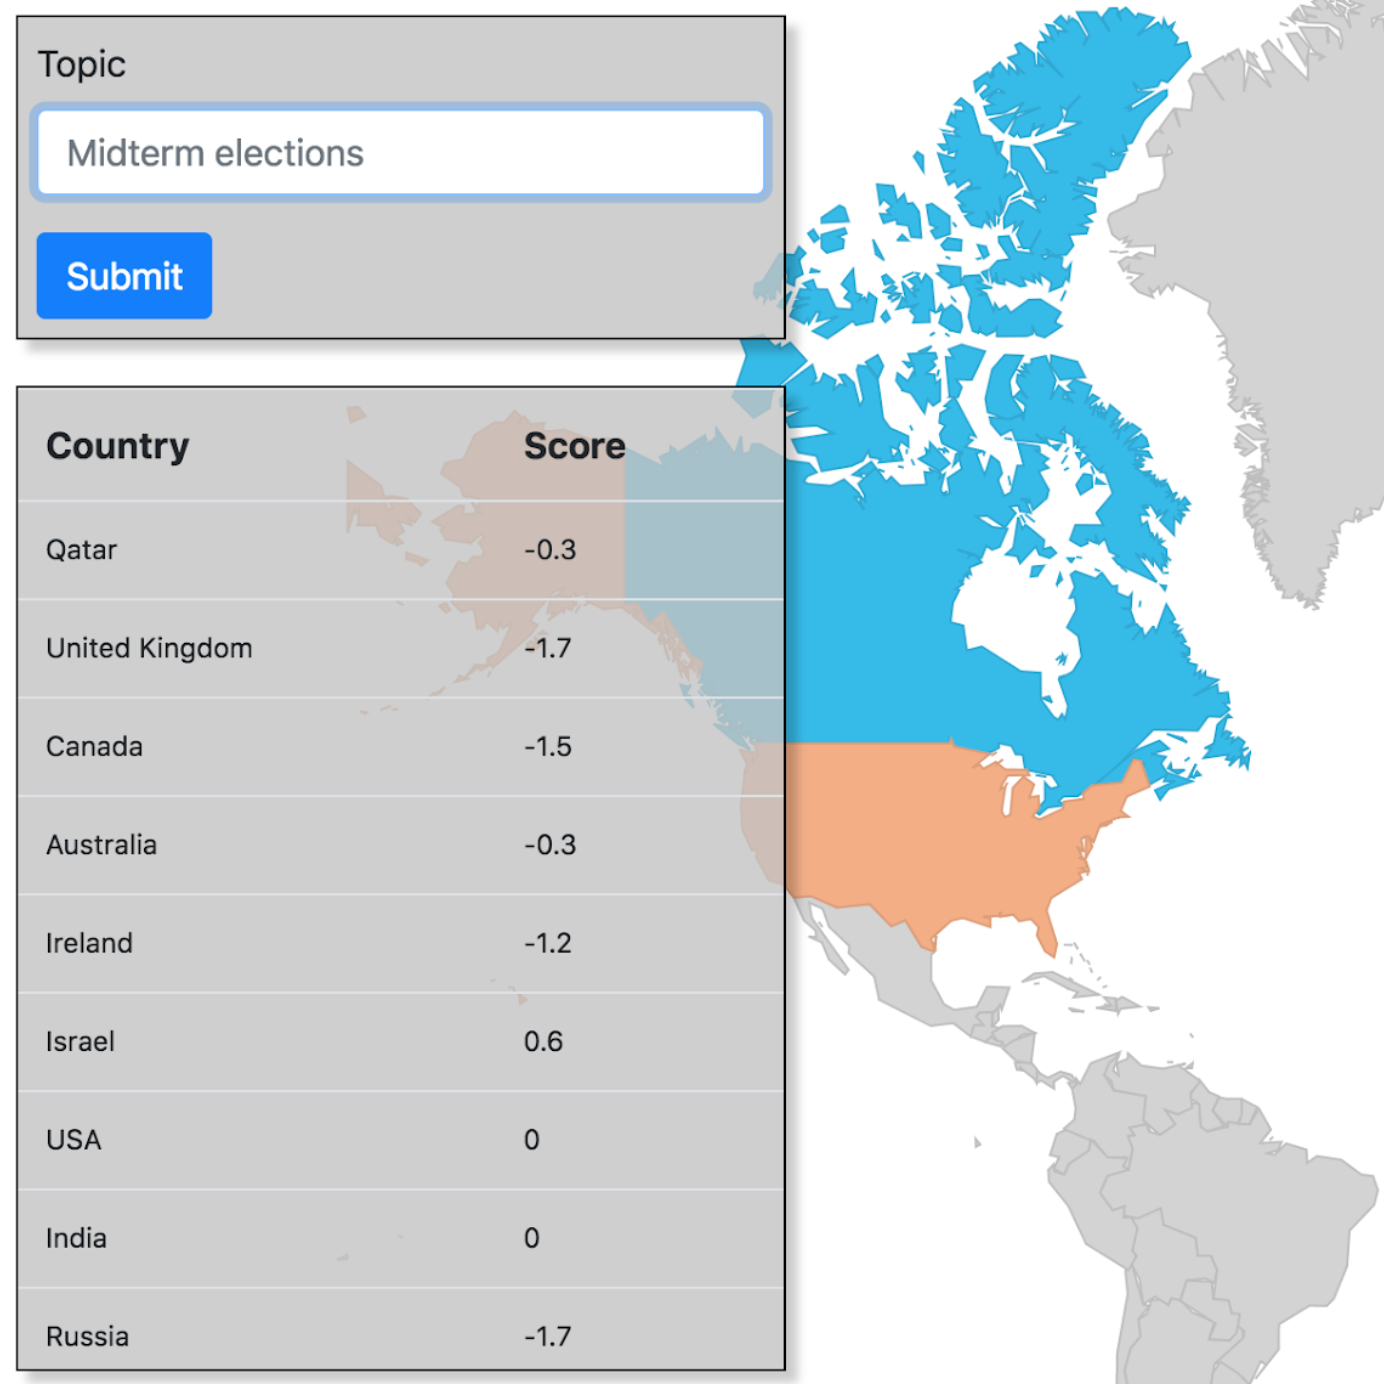 Topic
Midterm elections
Submit
Country Score
Qatar -0.3
United Kingdom -1.7
Canada -1.5
Australia -0.3
Ireland -1.2
Israel 0.6
USA 0
India 0
Russia -1.7